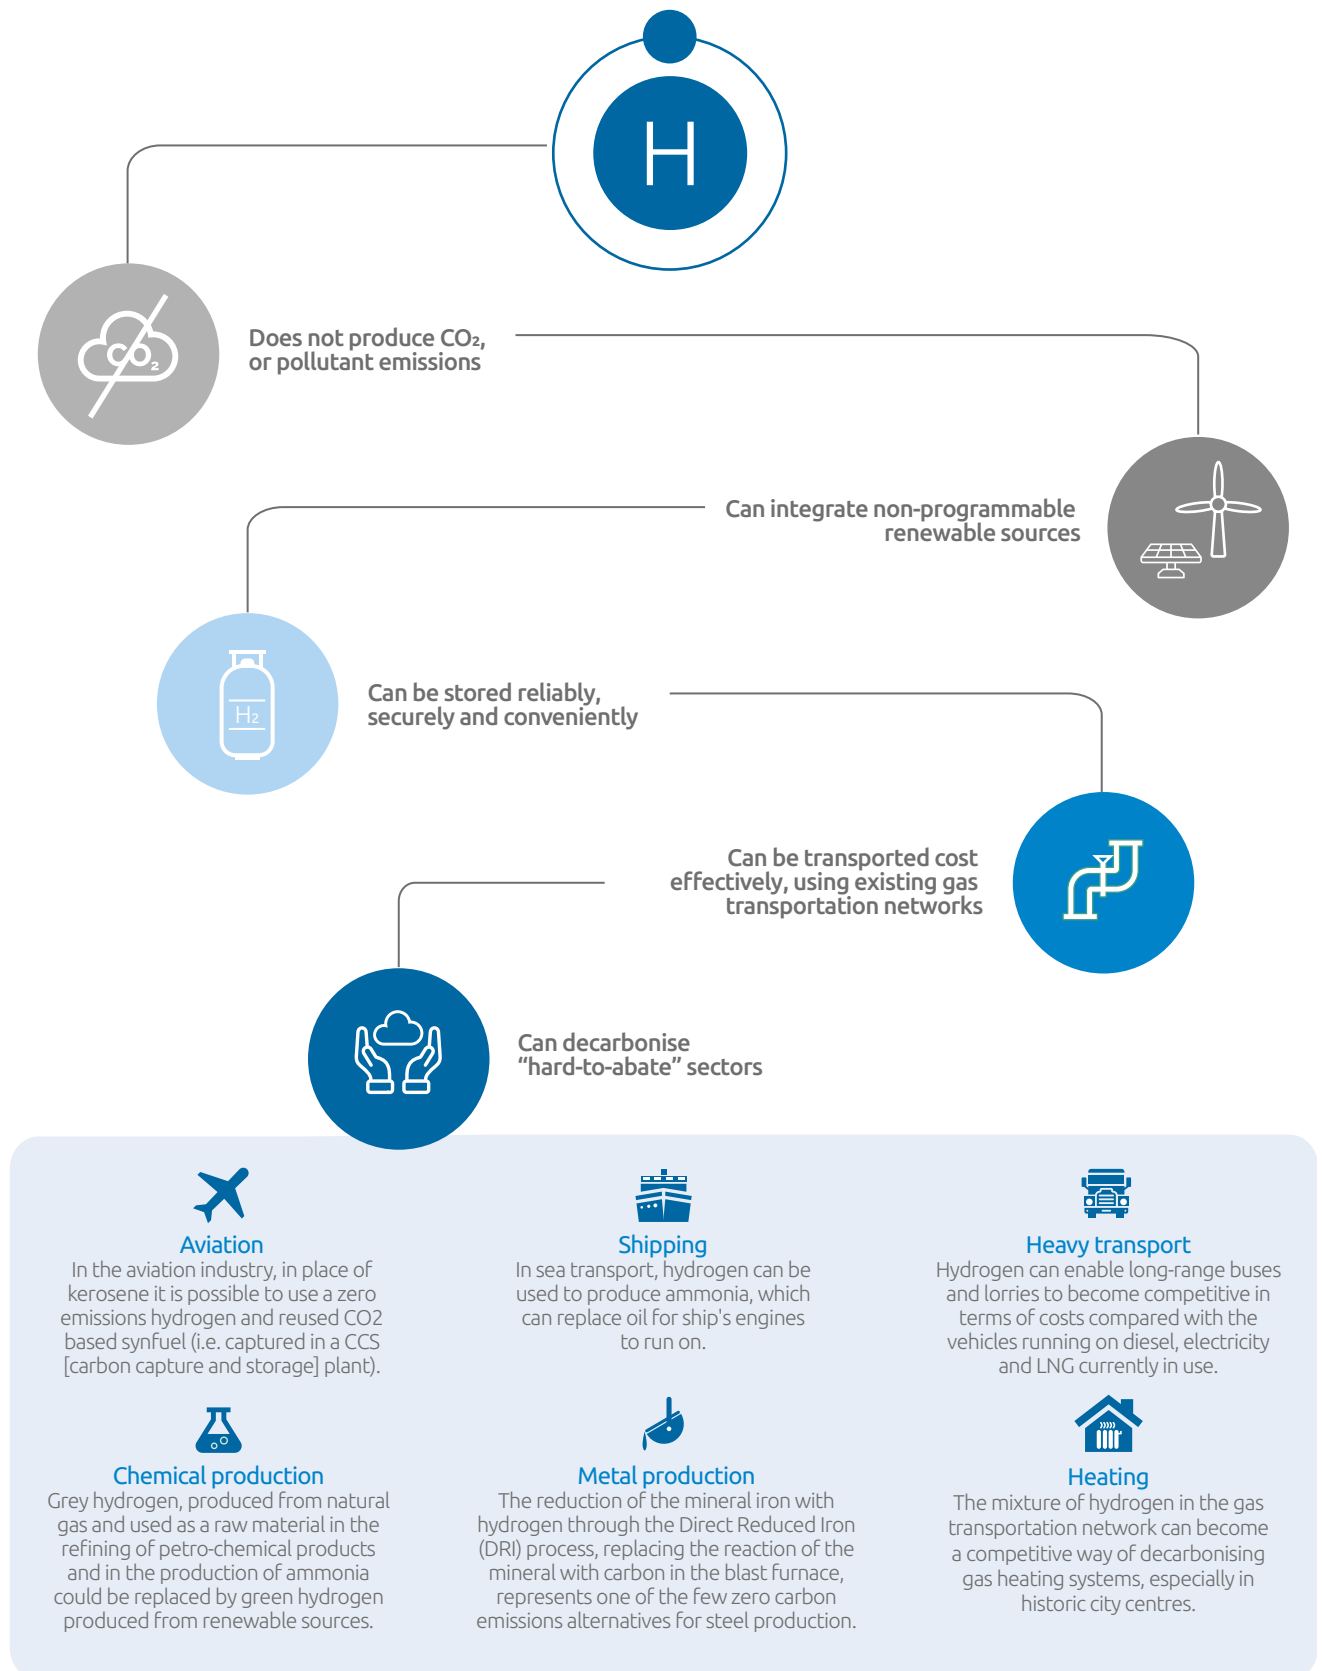 H
CO₂
Does not produce CO₂,
or pollutant emissions
Can integrate non-programmable
renewable sources
H₂
Can be stored reliably,
securely and conveniently
Can be transported cost
effectively, using existing gas
transportation networks
Can decarbonise
“hard-to-abate” sectors
Aviation
In the aviation industry, in place of
kerosene it is possible to use a zero
emissions hydrogen and reused CO2
based synfuel (i.e. captured in a CCS
[carbon capture and storage] plant).
Shipping
In sea transport, hydrogen can be
used to produce ammonia, which
can replace oil for ship's engines
to run on.
Heavy transport
Hydrogen can enable long-range buses
and lorries to become competitive in
terms of costs compared with the
vehicles running on diesel, electricity
and LNG currently in use.
Chemical production
Grey hydrogen, produced from natural
gas and used as a raw material in the
refining of petro-chemical products
and in the production of ammonia
could be replaced by green hydrogen
produced from renewable sources.
Metal production
The reduction of the mineral iron with
hydrogen through the Direct Reduced Iron
(DRI) process, replacing the reaction of the
mineral with carbon in the blast furnace,
represents one of the few zero carbon
emissions alternatives for steel production.
Heating
The mixture of hydrogen in the gas
transportation network can become
a competitive way of decarbonising
gas heating systems, especially in
historic city centres.